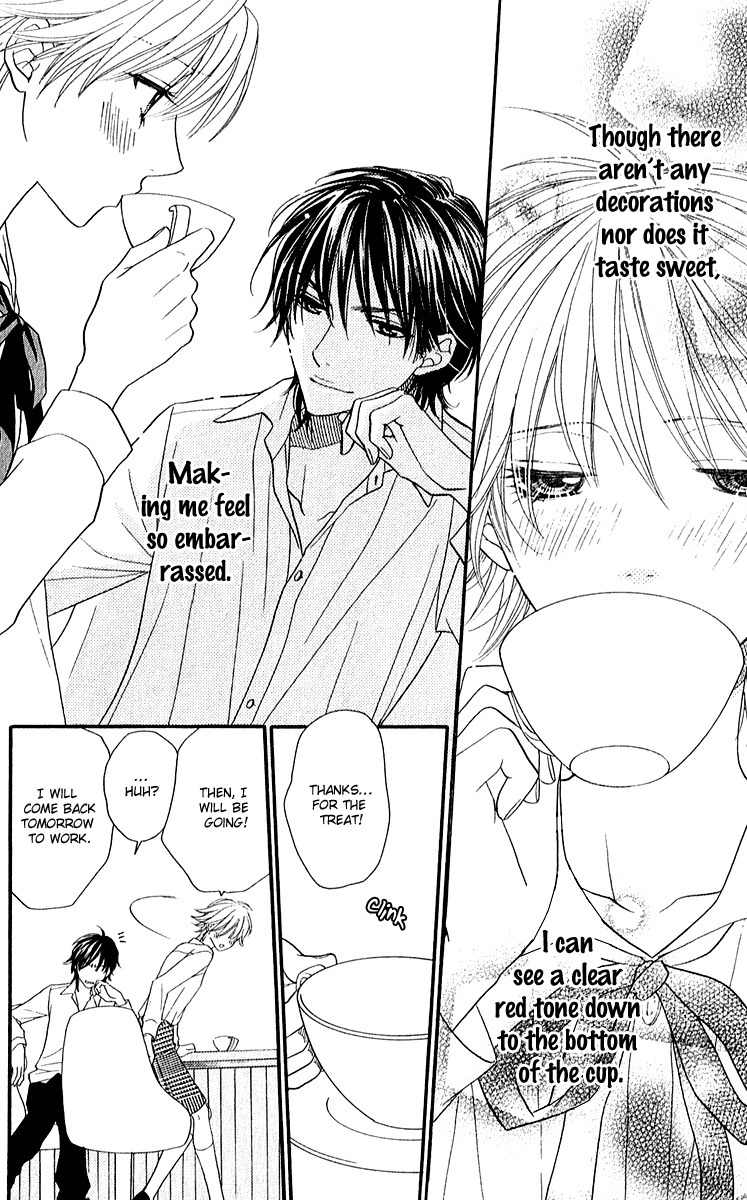 Though there
aren't any
decorations
nor does it
taste sweet,
I can
see a clear
red tone down
to the bottom
of the cup.
Mak-
ing me feel
so embar-
rassed.
THANKS...
FOR THE
TREAT!
Clink
THEN, I
WILL BE
GOING!
...
HUH?
I WILL
COME BACK
TOMORROW
TO WORK.